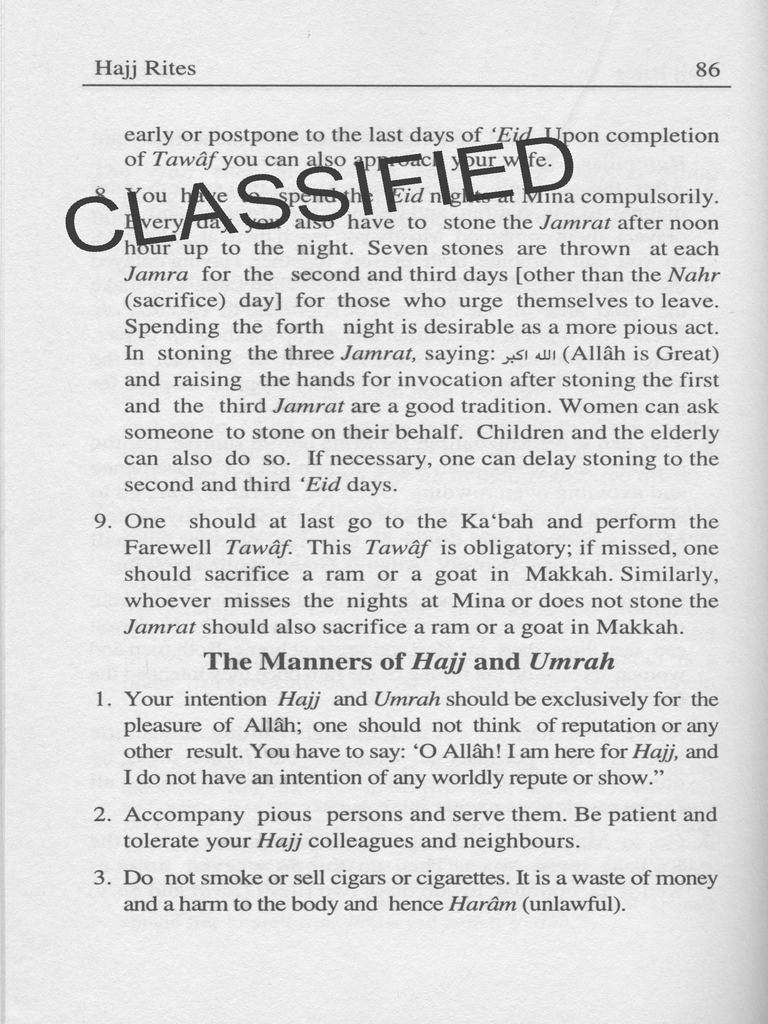 Hajj Rites 86
early or postpone to the last days of ‘Eid. Upon completion
of Tawâf you can also approach your wife.
8. You have to spend the Eid nights at Mina compulsorily.
CLASSIFIED
Every day you also have to stone the Jamrat after noon
hour up to the night. Seven stones are thrown at each
Jamra for the second and third days [other than the Nahr
(sacrifice) day] for those who urge themselves to leave.
Spending the forth night is desirable as a more pious act.
In stoning the three Jamrat, saying: الله اكبر (Allâh is Great)
and raising the hands for invocation after stoning the first
and the third Jamrat are a good tradition. Women can ask
someone to stone on their behalf. Children and the elderly
can also do so. If necessary, one can delay stoning to the
second and third ‘Eid days.
9. One should at last go to the Ka‘bah and perform the
Farewell Tawâf. This Tawâf is obligatory; if missed, one
should sacrifice a ram or a goat in Makkah. Similarly,
whoever misses the nights at Mina or does not stone the
Jamrat should also sacrifice a ram or a goat in Makkah.
The Manners of Hajj and Umrah
1. Your intention Hajj and Umrah should be exclusively for the
pleasure of Allâh; one should not think of reputation or any
other result. You have to say: ‘O Allâh! I am here for Hajj, and
I do not have an intention of any worldly repute or show.”
2. Accompany pious persons and serve them. Be patient and
tolerate your Hajj colleagues and neighbours.
3. Do not smoke or sell cigars or cigarettes. It is a waste of money
and a harm to the body and hence Harâm (unlawful).